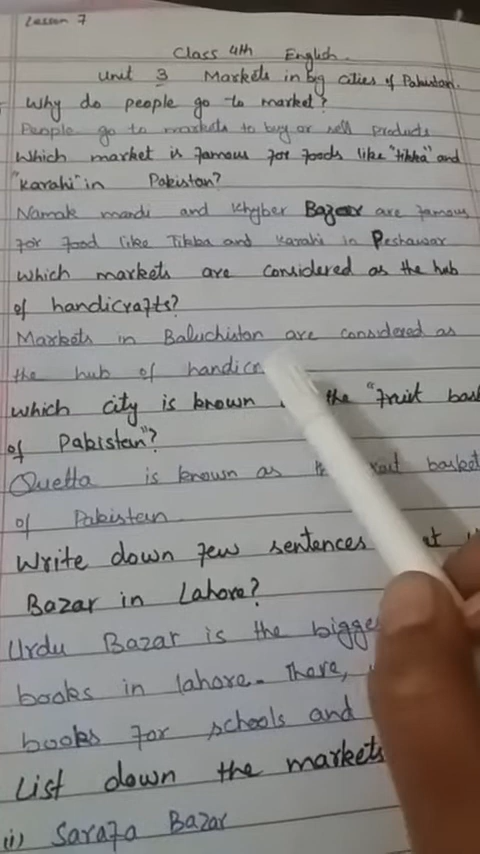 Lesson 7
Class 4th English.
Unit 3 Markets in big cities of Pakistan.
Why do people go to market?
People go to markets to buy or sell products
Which market is famous for foods like "tikka" and
"karahi" in Pakistan?
Namak mandi and Khyber Bazar are famous
for food like Tikka and Karahi in Peshawar
which markets are considered as the hub
of handicrafts?
Markets in Baluchistan are considered as
the hub of
which city is known the "fruit
of Pakistan"?
Quetta is known as basket
of Pakistan
Write down few sentences
Bazar in Lahore?
Urdu Bazar is the
books in lahore. There,
books for schools and
List down the markets
ii) Sarafa Bazar